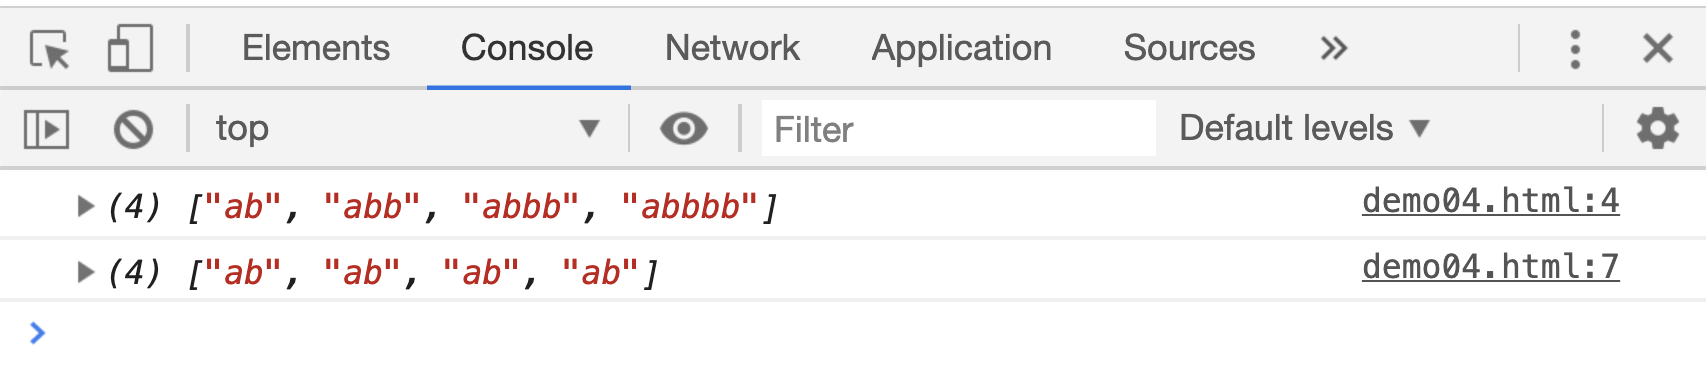 Elements Console Network Application Sources »
top ▼ Filter Default levels ▼
▶ (4) ["ab", "abb", "abbb", "abbbb"] demo04.html:4
▶ (4) ["ab", "ab", "ab", "ab"] demo04.html:7